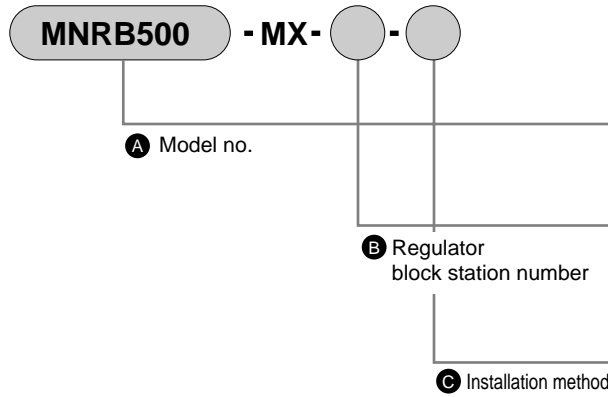 MNRB500 - MX- -
A Model no.
B Regulator
block station number
C Installation method